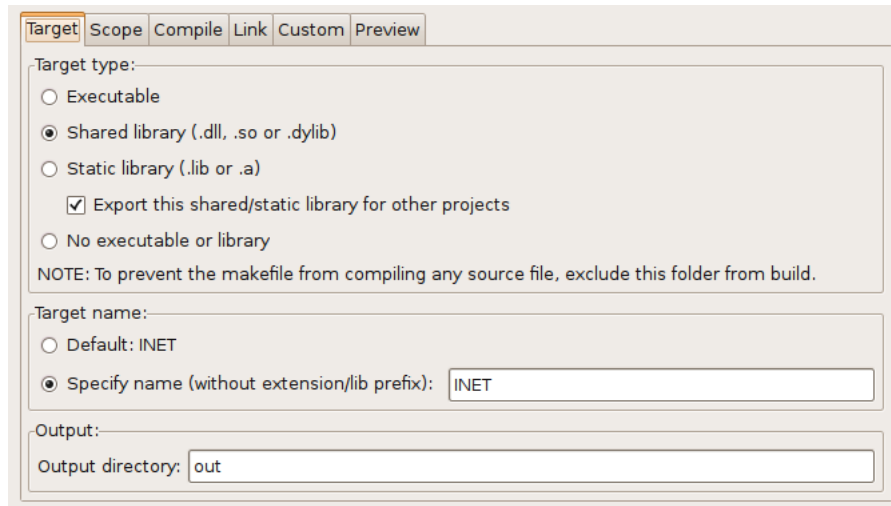 Target Scope Compile Link Custom Preview
Target type:
Executable
Shared library (.dll, .so or .dylib)
Static library (.lib or .a)
Export this shared/static library for other projects
No executable or library
NOTE: To prevent the makefile from compiling any source file, exclude this folder from build.
Target name:
Default: INET
Specify name (without extension/lib prefix): INET
Output:
Output directory: out